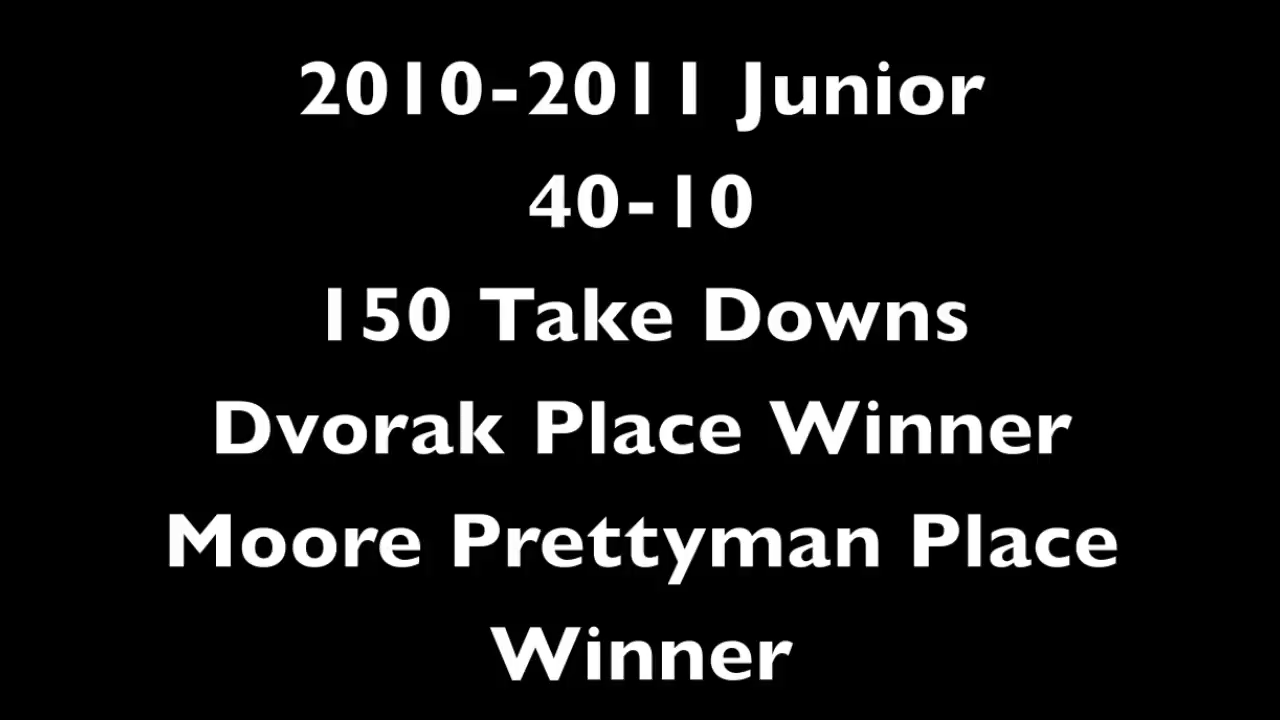 2010-2011 Junior
40-10
150 Take Downs
Dvorak Place Winner
Moore Prettyman Place
Winner